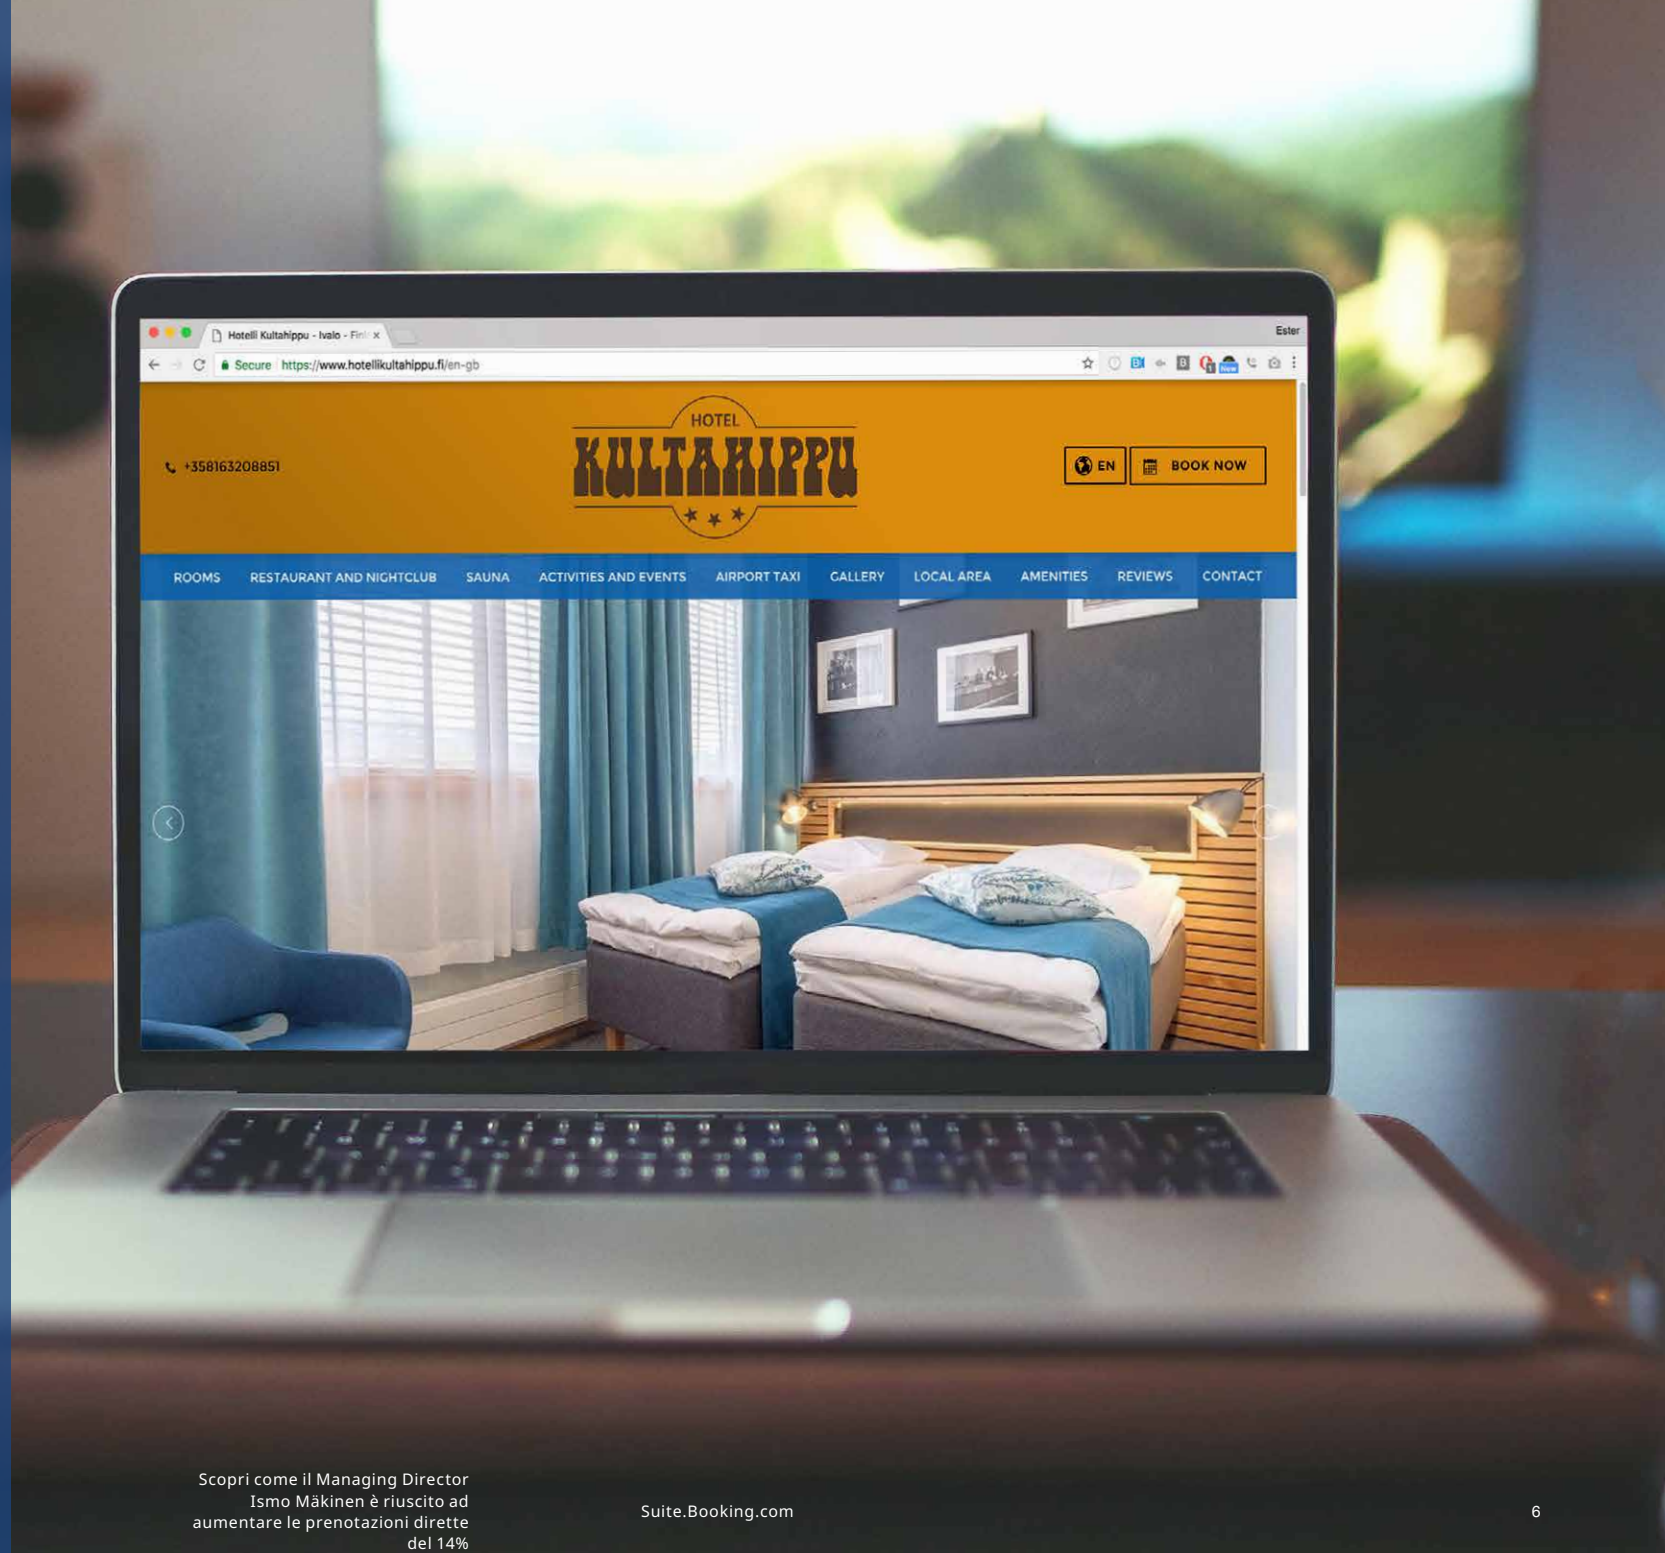 Hotelli Kultahippu - Ivalo - Finl
Ester
Secure https://www.hotellikultahippu.fi/en-gb
New
HOTEL
KULTAHIPPU
+358163208851
EN
BOOK NOW
ROOMS RESTAURANT AND NIGHTCLUB SAUNA ACTIVITIES AND EVENTS AIRPORT TAXI GALLERY LOCAL AREA AMENITIES REVIEWS CONTACT
Scopri come il Managing Director
Ismo Mäkinen è riuscito ad
aumentare le prenotazioni dirette
del 14%
Suite.Booking.com
6